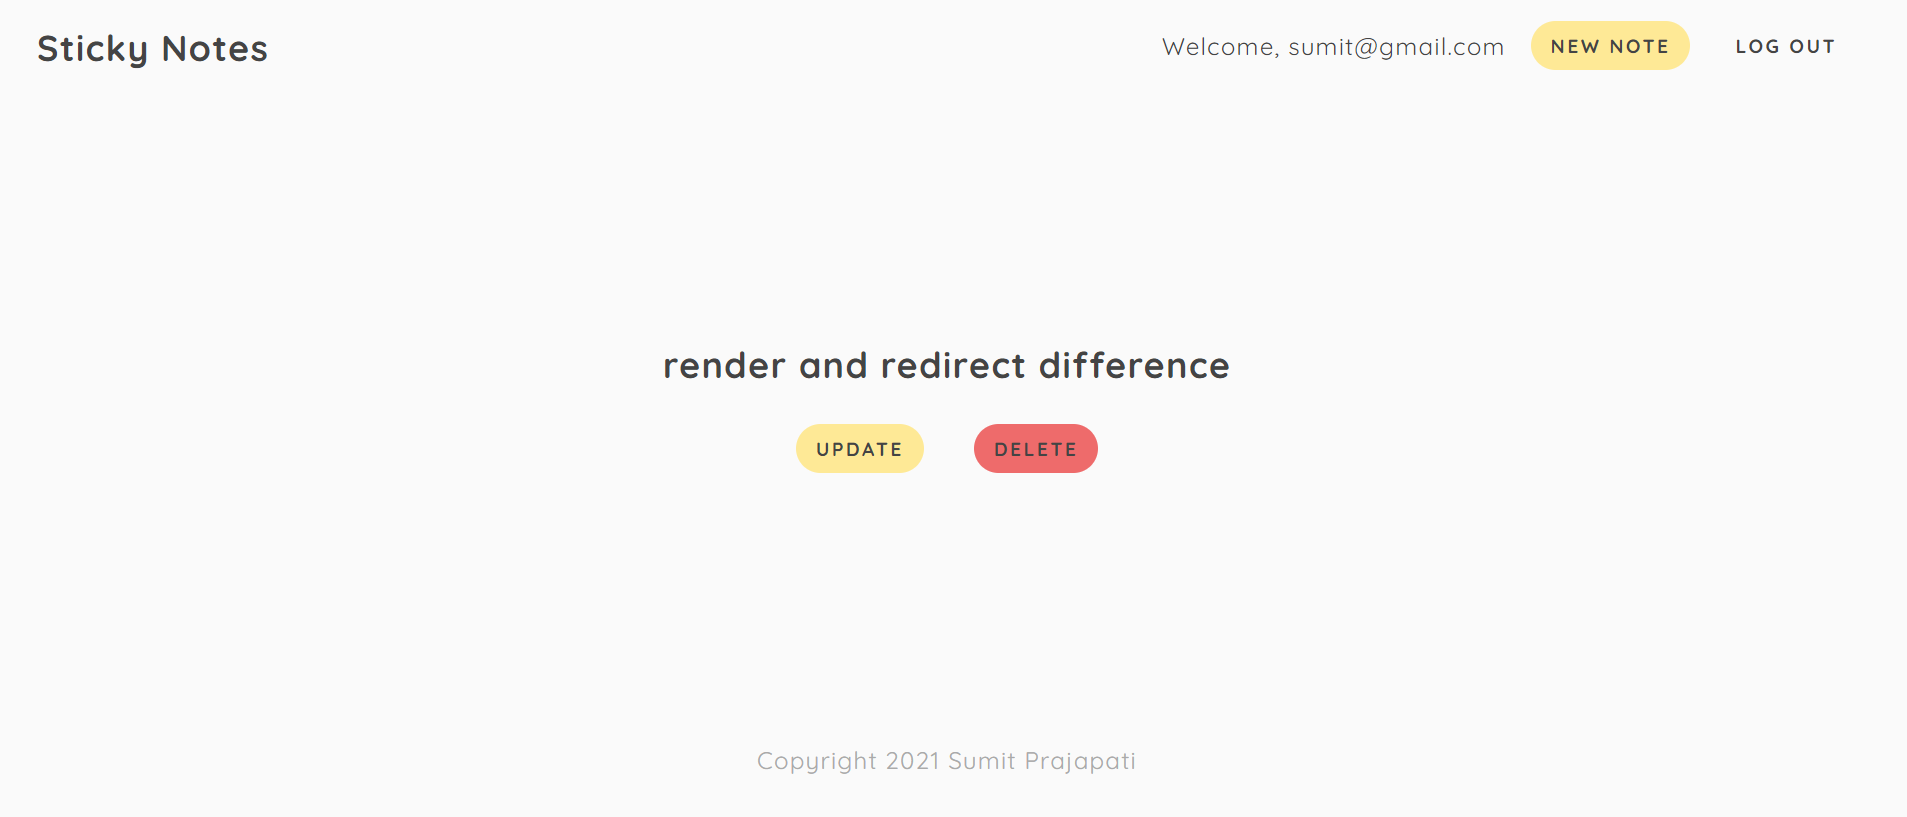 Sticky Notes
Welcome, sumit@gmail.com
NEW NOTE
LOG OUT
render and redirect difference
UPDATE
DELETE
Copyright 2021 Sumit Prajapati